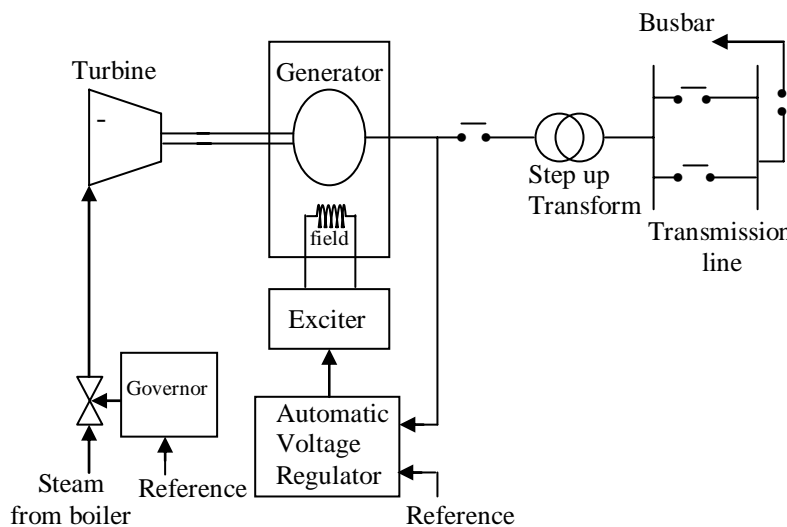 Busbar
Turbine
Generator
field
Step up
Transform
Transmission
line
Exciter
Governor
Automatic
Voltage
Regulator
Steam
from boiler
Reference
Reference